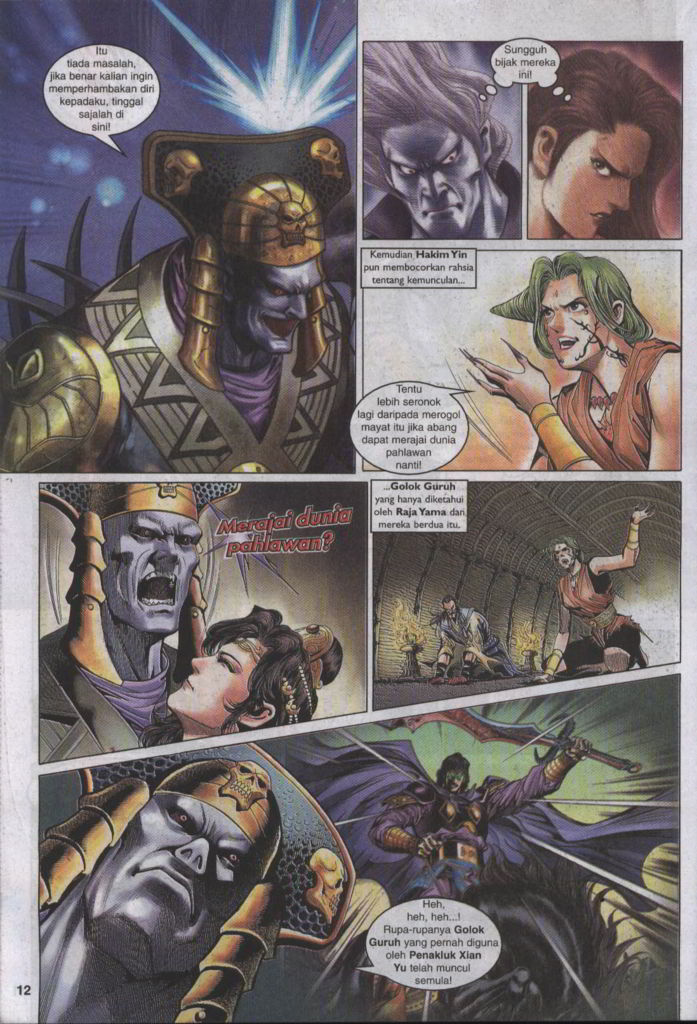 Itu
tiada masalah,
jika benar kalian ingin
memperhambakan diri
kepadaku, tinggal
sajalah di
sini!
Sungguh
bijak mereka
ini!
Kemudian Hakim Yin
pun membocorkan rahsia
tentang kemunculan...
Tentu
lebih seronok
lagi daripada merogol
mayat itu jika abang
dapat merajai dunia
pahlawan
nanti!
Merajai dunia
pahlawan?
...Golok Guruh
yang hanya diketahui
oleh Raja Yama dan
mereka berdua itu.
Heh,
heh, heh...!
Rupa-rupanya Golok
Guruh yang pernah diguna
oleh Penakluk Xian
Yu telah muncul
semula!
12